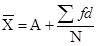 X̅ = A + ∑ fd / N